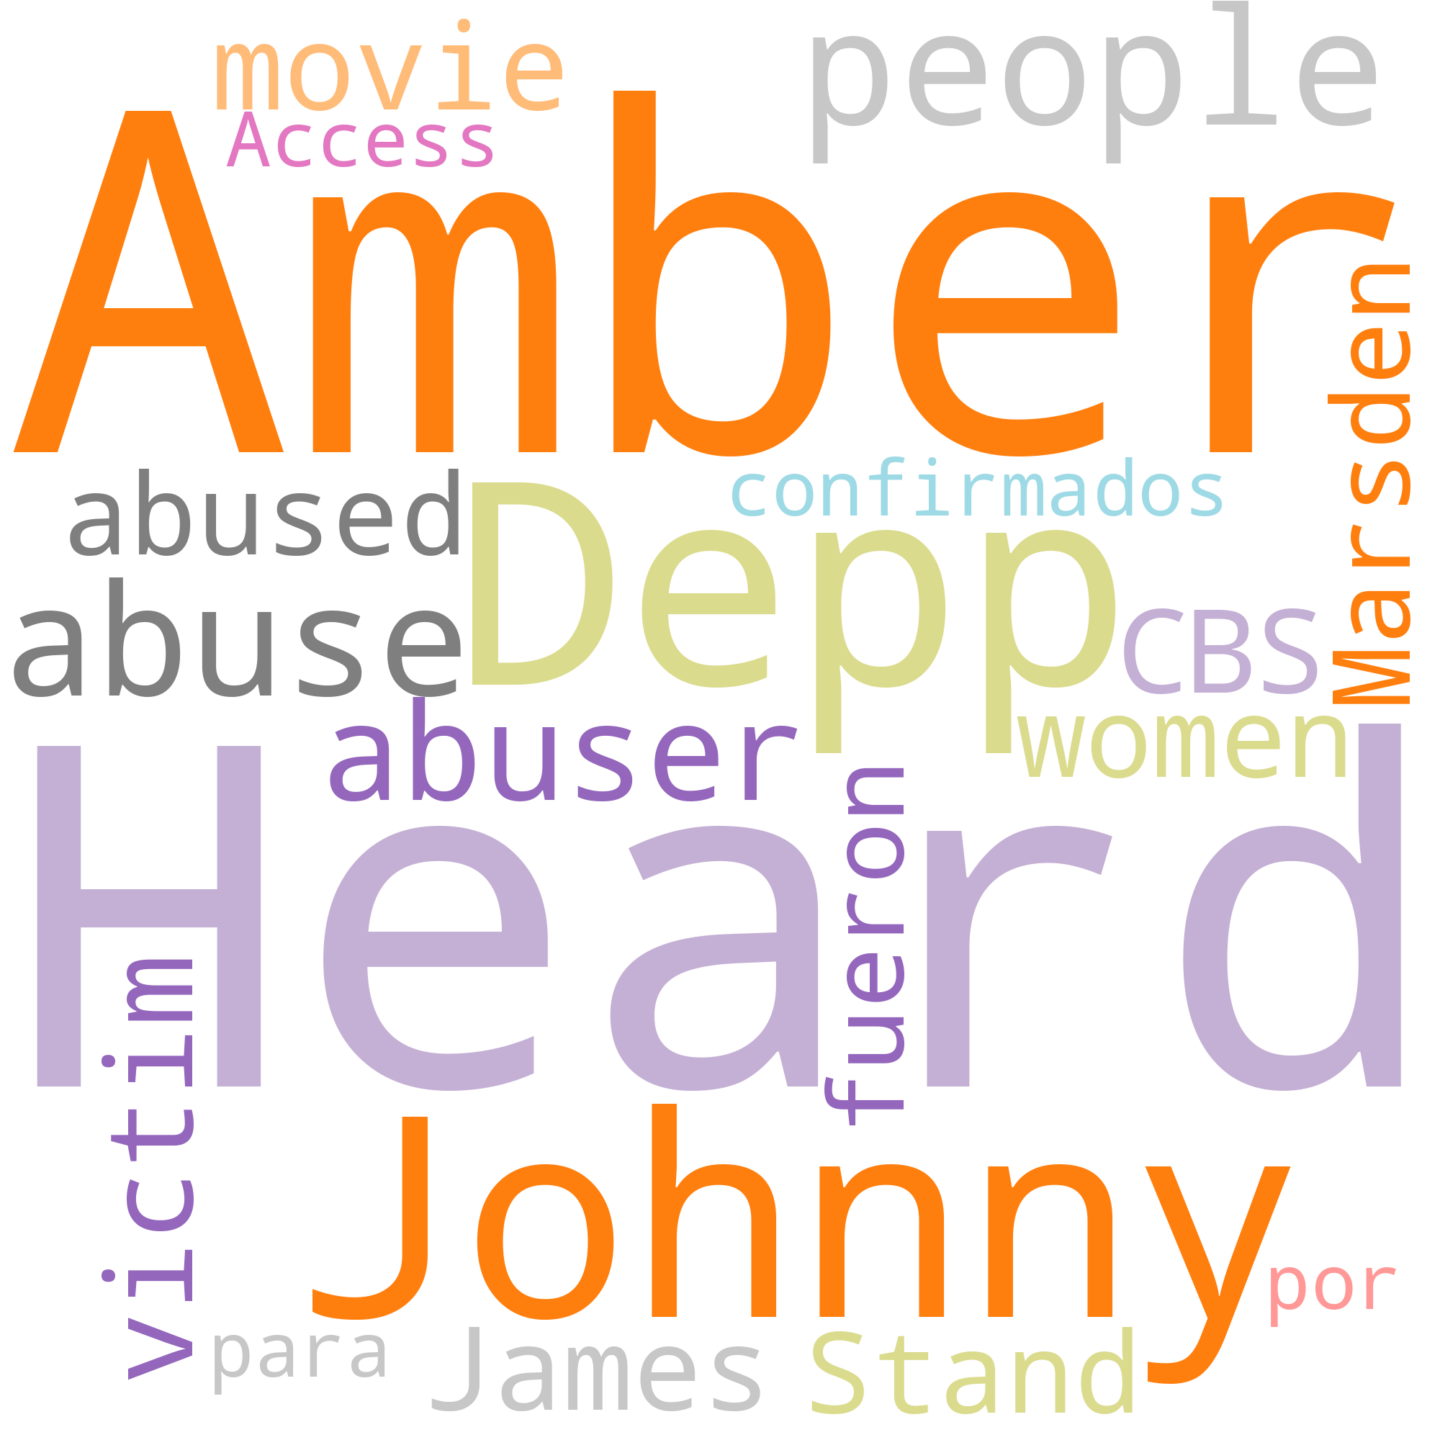 movie
people
Access
Amber
Marsden
abused
confirmados
Depp
abuse
CBS
women
abuser
Heard
fueron
victim
Johnny
por
para
James
Stand